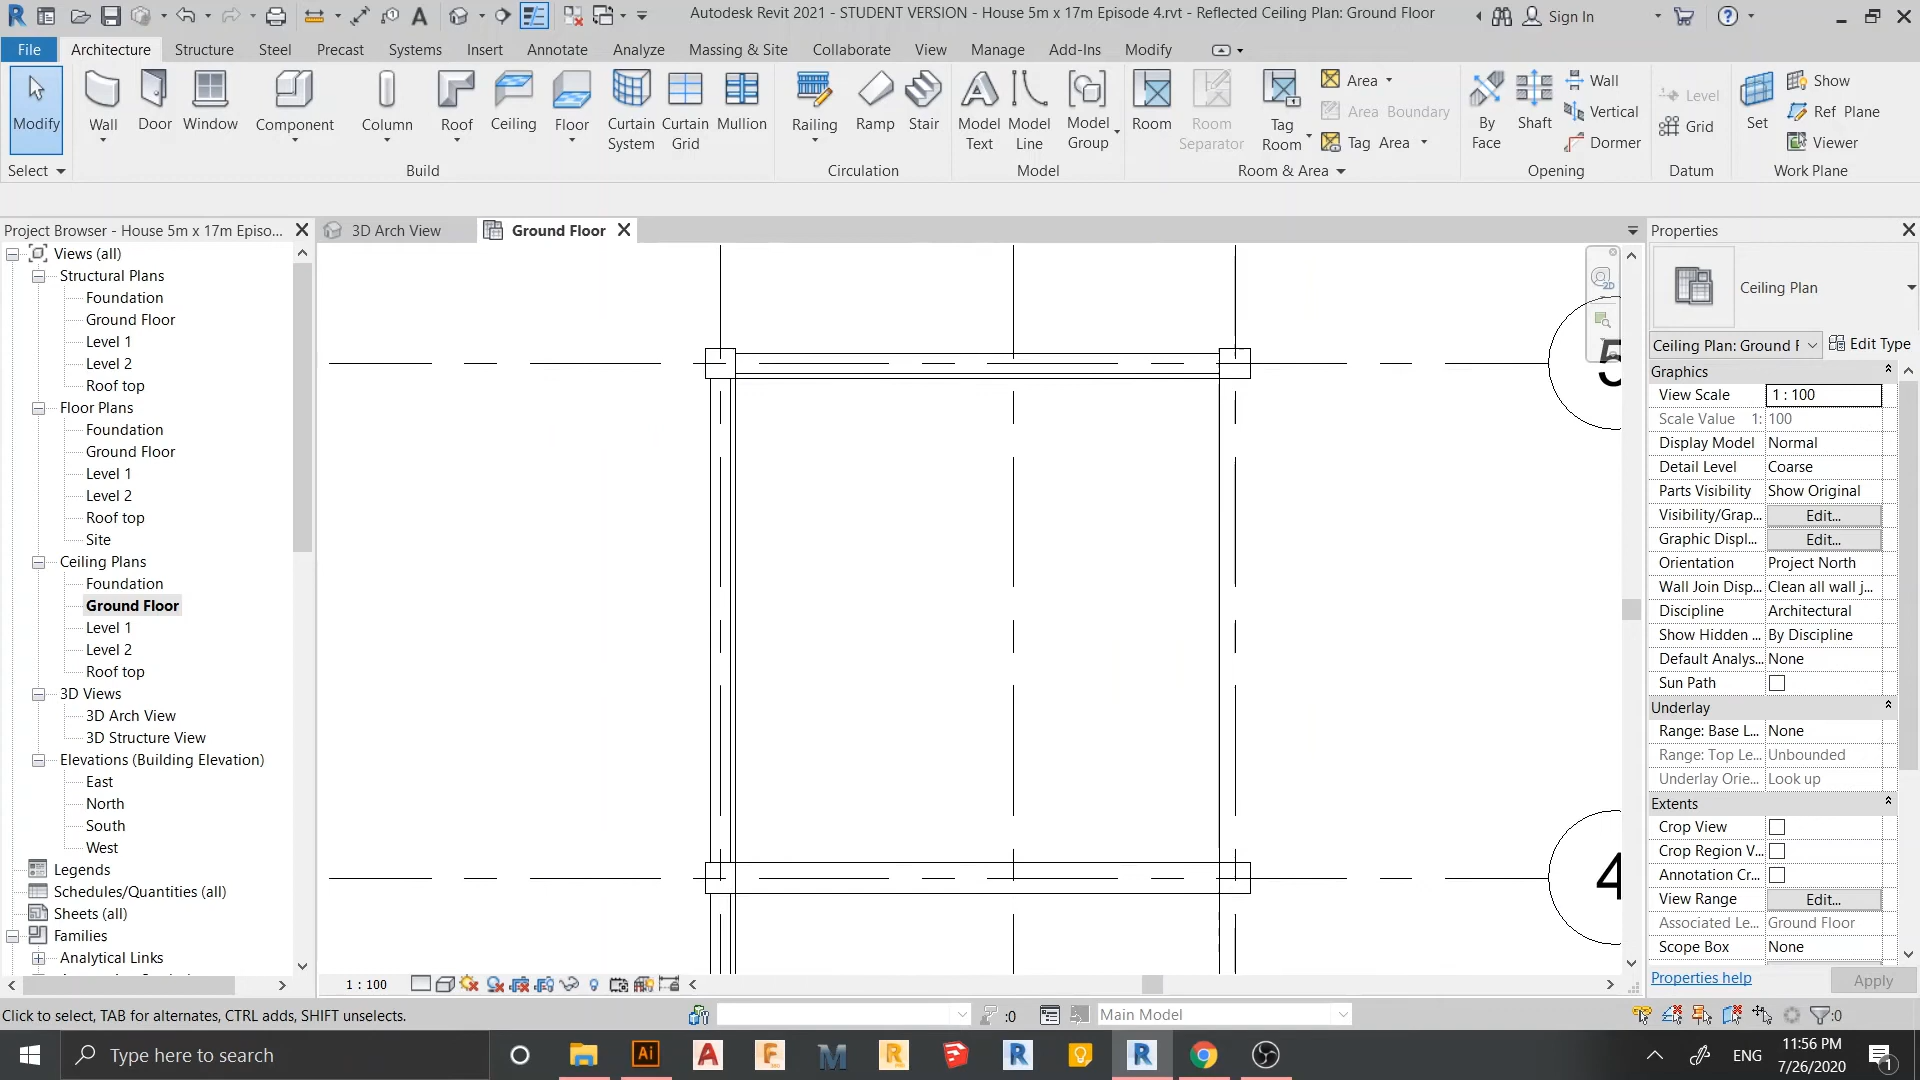 Autodesk Revit 2021 - STUDENT VERSION - House 5m x 17m Episode 4.rvt - Reflected Ceiling Plan: Ground Floor
Sign In
File Architecture Structure Steel Precast Systems Insert Annotate Analyze Massing & Site Collaborate View Manage Add-Ins Modify
Modify
Wall
Door
Window
Component
Column
Roof
Ceiling
Floor
Curtain System
Curtain Grid
Mullion
Railing
Ramp
Stair
Model Text
Model Line
Model Group
Room
Room Separator
Tag Room
Area
Area Boundary
Tag Area
By Face
Shaft
Wall
Vertical
Dormer
Level
Grid
Set
Show
Ref Plane
Viewer
Select Build Circulation Model Room & Area Opening Datum Work Plane
Project Browser - House 5m x 17m Episo...
Views (all)
Structural Plans
Foundation
Ground Floor
Level 1
Level 2
Roof top
Floor Plans
Foundation
Ground Floor
Level 1
Level 2
Roof top
Site
Ceiling Plans
Foundation
Ground Floor
Level 1
Level 2
Roof top
3D Views
3D Arch View
3D Structure View
Elevations (Building Elevation)
East
North
South
West
Legends
Schedules/Quantities (all)
Sheets (all)
Families
Analytical Links
3D Arch View
Ground Floor
2D
5
4
Properties
Ceiling Plan
Ceiling Plan: Ground F
Edit Type
Graphics
View Scale 1 : 100
Scale Value 1: 100
Display Model Normal
Detail Level Coarse
Parts Visibility Show Original
Visibility/Grap... Edit...
Graphic Displ... Edit...
Orientation Project North
Wall Join Disp... Clean all wall j...
Discipline Architectural
Show Hidden ... By Discipline
Default Analys... None
Sun Path
Underlay
Range: Base L... None
Range: Top Le... Unbounded
Underlay Orie... Look up
Extents
Crop View
Crop Region V...
Annotation Cr...
View Range Edit...
Associated Le... Ground Floor
Scope Box None
Properties help
Apply
1 : 100
Click to select, TAB for alternates, CTRL adds, SHIFT unselects.
:0
Main Model
:0
Type here to search
ENG
11:56 PM
7/26/2020
1